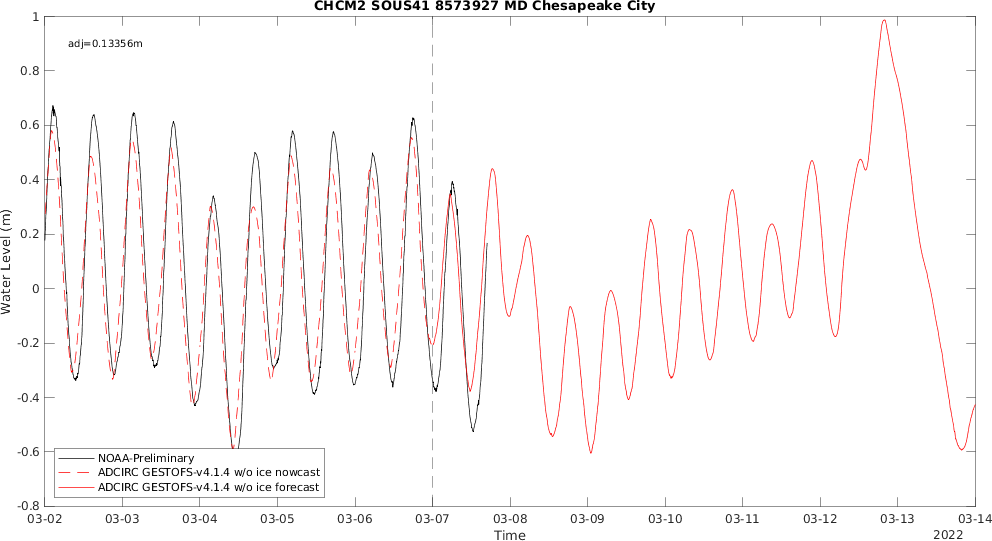 CHCM2 SOUS41 8573927 MD Chesapeake City
adj=0.13356m
Water Level (m)
1
0.8
0.6
0.4
0.2
0
-0.2
-0.4
-0.6
-0.8
NOAA-Preliminary
ADCIRC GESTOFS-v4.1.4 w/o ice nowcast
ADCIRC GESTOFS-v4.1.4 w/o ice forecast
03-02 03-03 03-04 03-05 03-06 03-07 03-08 03-09 03-10 03-11 03-12 03-13 03-14
Time
2022